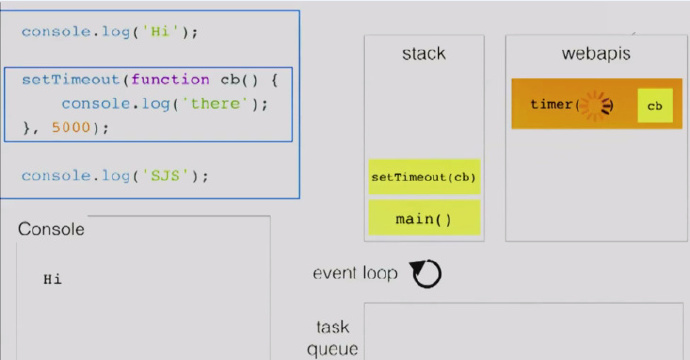 console.log('Hi');
setTimeout(function cb() {
    console.log('there');
}, 5000);
console.log('SJS');
Console
Hi
stack
setTimeout(cb)
main()
webapis
timer( ) cb
event loop
task
queue